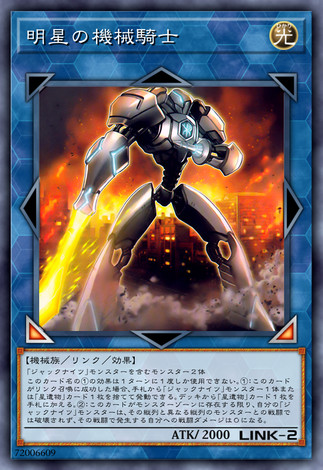 明星の機械騎士
光
【機械族／リンク／効果】
「ジャックナイツ」モンスターを含むモンスター２体
このカード名の①の効果は１ターンに１度しか使用できない。①：このカード
がリンク召喚に成功した場合、手札から「ジャックナイツ」モンスター１体また
は「星遺物」カード１枚を捨てて発動できる。デッキから「星遺物」カード１枚を
手札に加える。②：このカードがモンスターゾーンに存在する限り、自分の「ジャ
ックナイツ」モンスターは、その縦列と異なる縦列のモンスターとの戦闘で
は破壊されず、その戦闘で発生する自分への戦闘ダメージは０になる。
ATK/ 2000 LINK-2
72006609